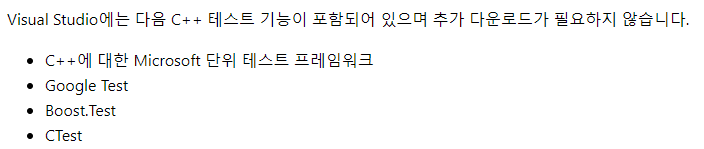 Visual Studio에는 다음 C++ 테스트 기능이 포함되어 있으며 추가 다운로드가 필요하지 않습니다.
• C++에 대한 Microsoft 단위 테스트 프레임워크
• Google Test
• Boost.Test
• CTest